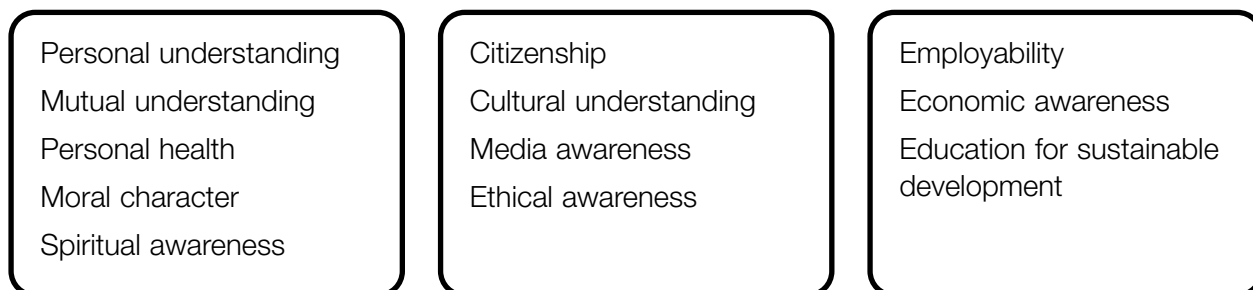 Personal understanding
Mutual understanding
Personal health
Moral character
Spiritual awareness
Citizenship
Cultural understanding
Media awareness
Ethical awareness
Employability
Economic awareness
Education for sustainable
development